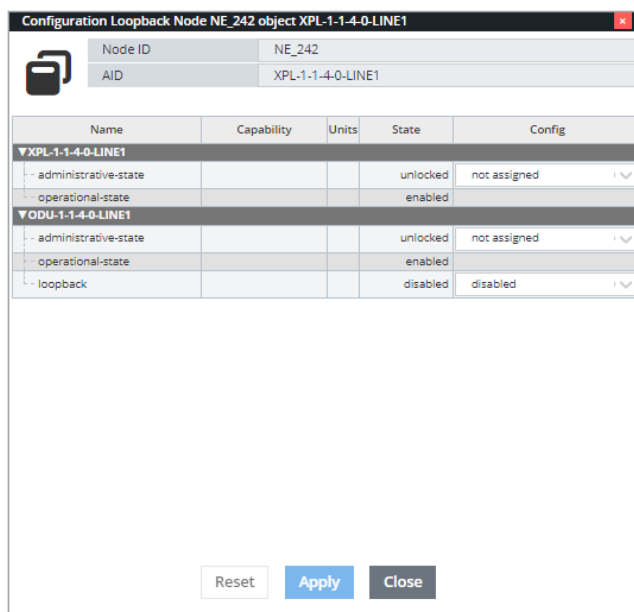 Configuration Loopback Node NE_242 object XPL-1-1-4-0-LINE1
Node ID NE_242
AID XPL-1-1-4-0-LINE1
Name Capability Units State Config
▼XPL-1-1-4-0-LINE1
administrative-state unlocked not assigned
operational-state enabled
▼ODU-1-1-4-0-LINE1
administrative-state unlocked not assigned
operational-state enabled
loopback disabled disabled
Reset Apply Close